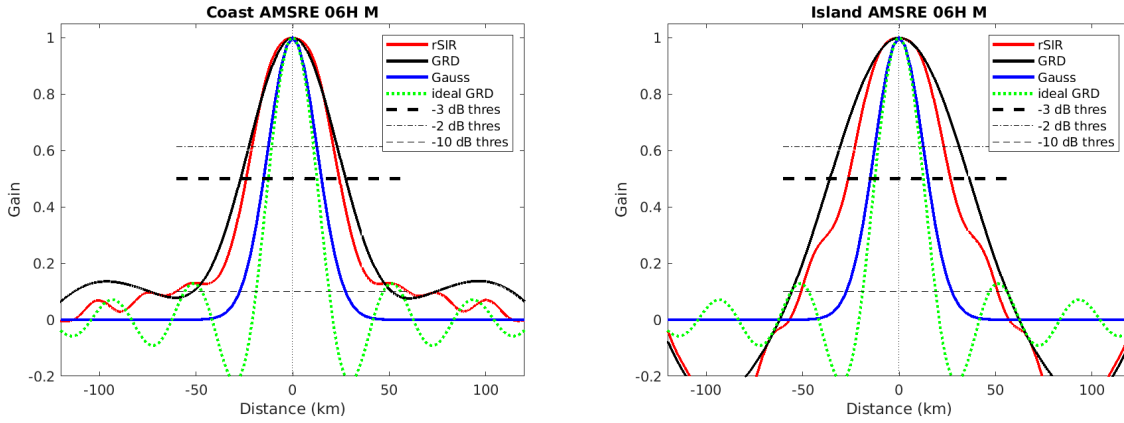 Coast AMSRE 06H M
1
0.8
0.6
0.4
0.2
0
-0.2
Gain
-100
-50
0
50
100
Distance (km)
rSIR
GRD
Gauss
ideal GRD
-3 dB thres
-2 dB thres
-10 dB thres
Island AMSRE 06H M
1
0.8
0.6
0.4
0.2
0
-0.2
Gain
-100
-50
0
50
100
Distance (km)
rSIR
GRD
Gauss
ideal GRD
-3 dB thres
-2 dB thres
-10 dB thres